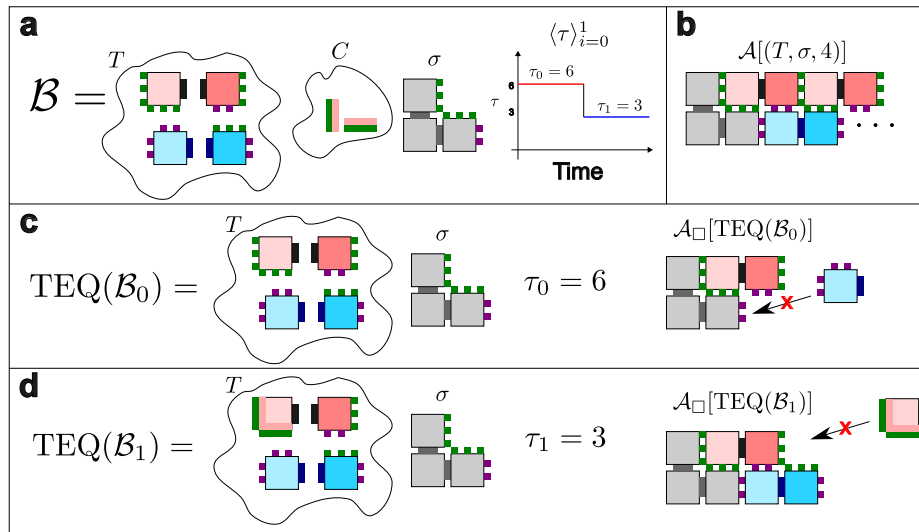 a
T
C
σ
⟨τ⟩¹ᵢ₌₀
B =
τ₀ = 6
6
τ
3
τ₁ = 3
Time
b
A[(T, σ, 4)]
. . .
c
T
σ
A□[TEQ(B₀)]
TEQ(B₀) =
τ₀ = 6
x
d
T
σ
A□[TEQ(B₁)]
TEQ(B₁) =
τ₁ = 3
x